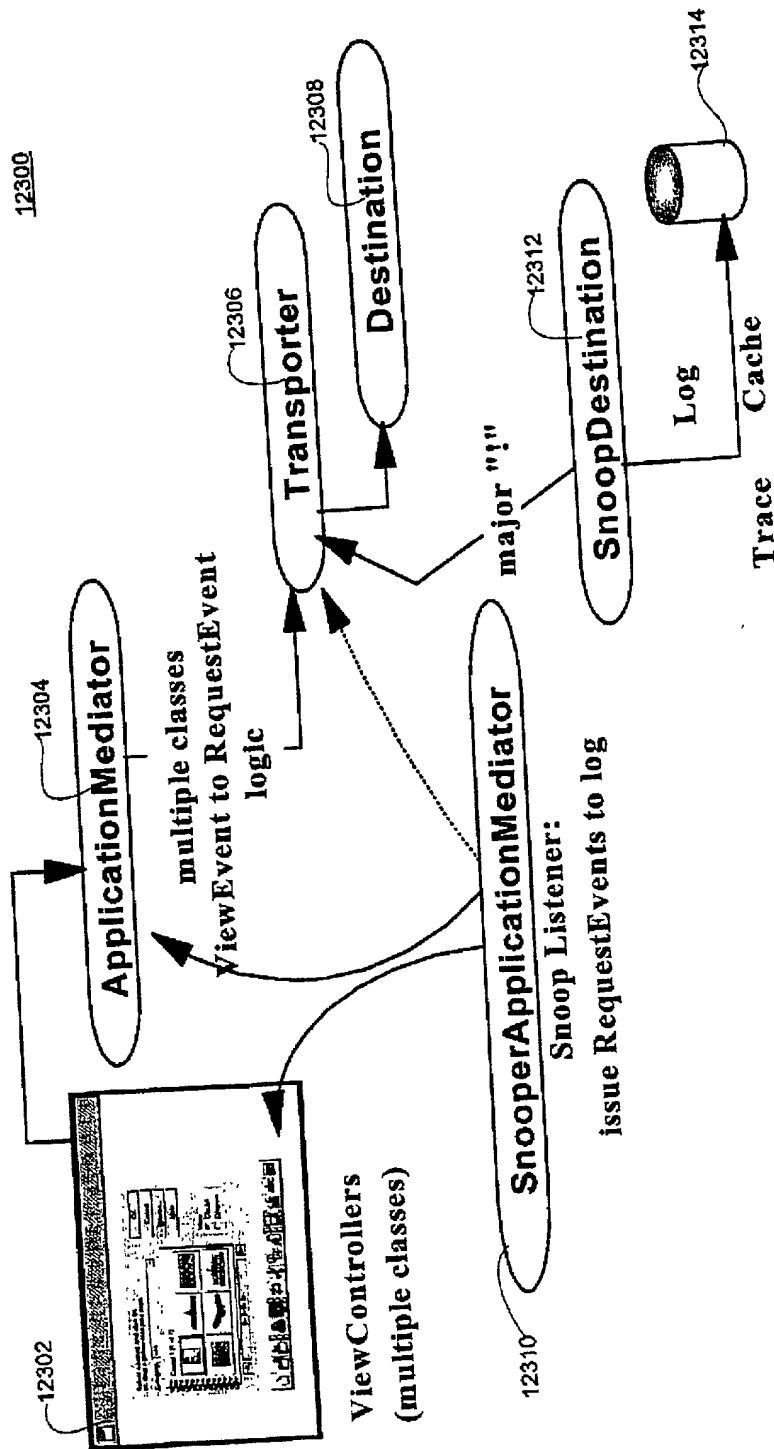 12300
12302
ViewControllers
(multiple classes)
12304
ApplicationMediator
multiple classes
ViewEvent to RequestEvent
logic
12306
Transporter
12308
Destination
12310
SnooperApplicationMediator
Snoop Listener:
issue RequestEvents to log
major "!"
12312
SnoopDestination
Log
Trace
Cache
12314